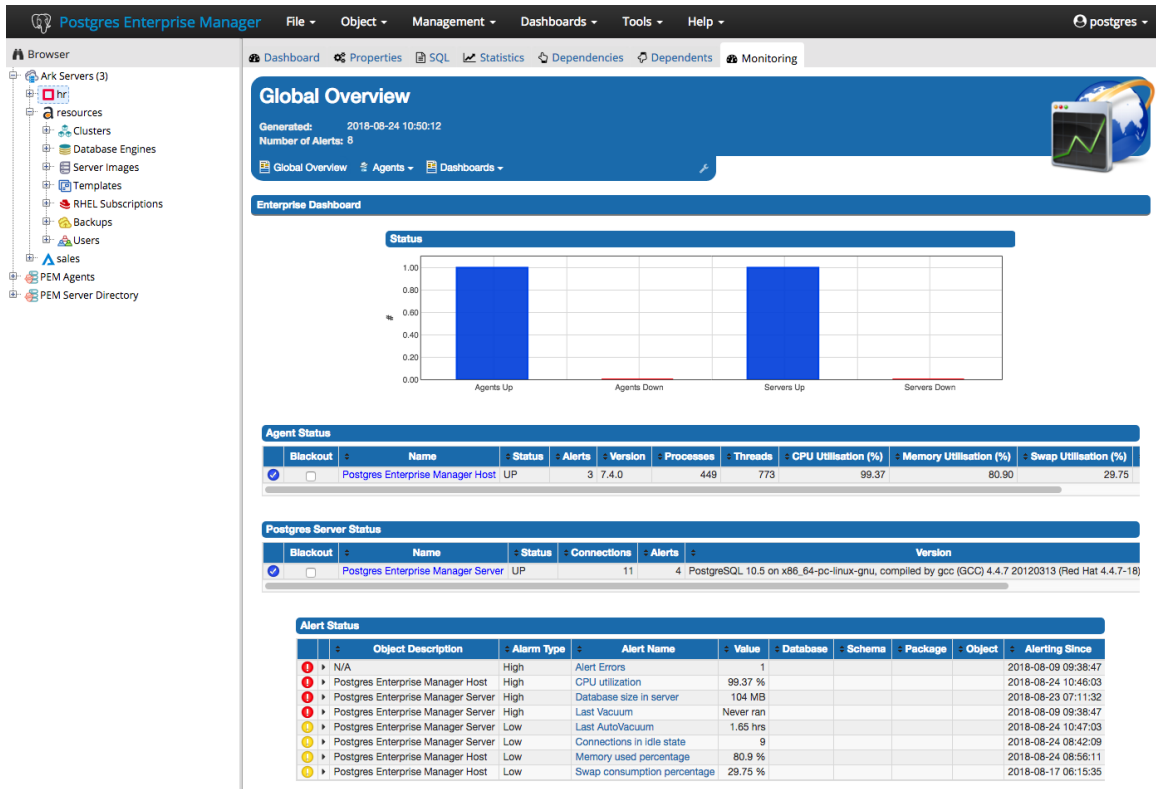 Postgres Enterprise Manager File Object Management Dashboards Tools Help postgres
Browser
Ark Servers (3)
hr
resources
Clusters
Database Engines
Server Images
Templates
RHEL Subscriptions
Backups
Users
sales
PEM Agents
PEM Server Directory
Dashboard Properties SQL Statistics Dependencies Dependents Monitoring
Global Overview
Generated: 2018-08-24 10:50:12
Number of Alerts: 8
Global Overview Agents Dashboards
Enterprise Dashboard
Status
1.00
0.80
0.60
0.40
0.20
0.00
#
Agents Up Agents Down Servers Up Servers Down
Agent Status
Blackout Name Status Alerts Version Processes Threads CPU Utilisation (%) Memory Utilisation (%) Swap Utilisation (%)
Postgres Enterprise Manager Host UP 3 7.4.0 449 773 99.37 80.90 29.75
Postgres Server Status
Blackout Name Status Connections Alerts Version
Postgres Enterprise Manager Server UP 11 4 PostgreSQL 10.5 on x86_64-pc-linux-gnu, compiled by gcc (GCC) 4.4.7 20120313 (Red Hat 4.4.7-18)
Alert Status
Object Description Alarm Type Alert Name Value Database Schema Package Object Alerting Since
N/A High Alert Errors 1 2018-08-09 09:38:47
Postgres Enterprise Manager Host High CPU utilization 99.37 % 2018-08-24 10:46:03
Postgres Enterprise Manager Server High Database size in server 104 MB 2018-08-23 07:11:32
Postgres Enterprise Manager Server High Last Vacuum Never ran 2018-08-09 09:38:47
Postgres Enterprise Manager Server Low Last AutoVacuum 1.65 hrs 2018-08-24 10:47:03
Postgres Enterprise Manager Server Low Connections in idle state 9 2018-08-24 08:42:09
Postgres Enterprise Manager Host Low Memory used percentage 80.9 % 2018-08-24 08:56:11
Postgres Enterprise Manager Host Low Swap consumption percentage 29.75 % 2018-08-17 06:15:35